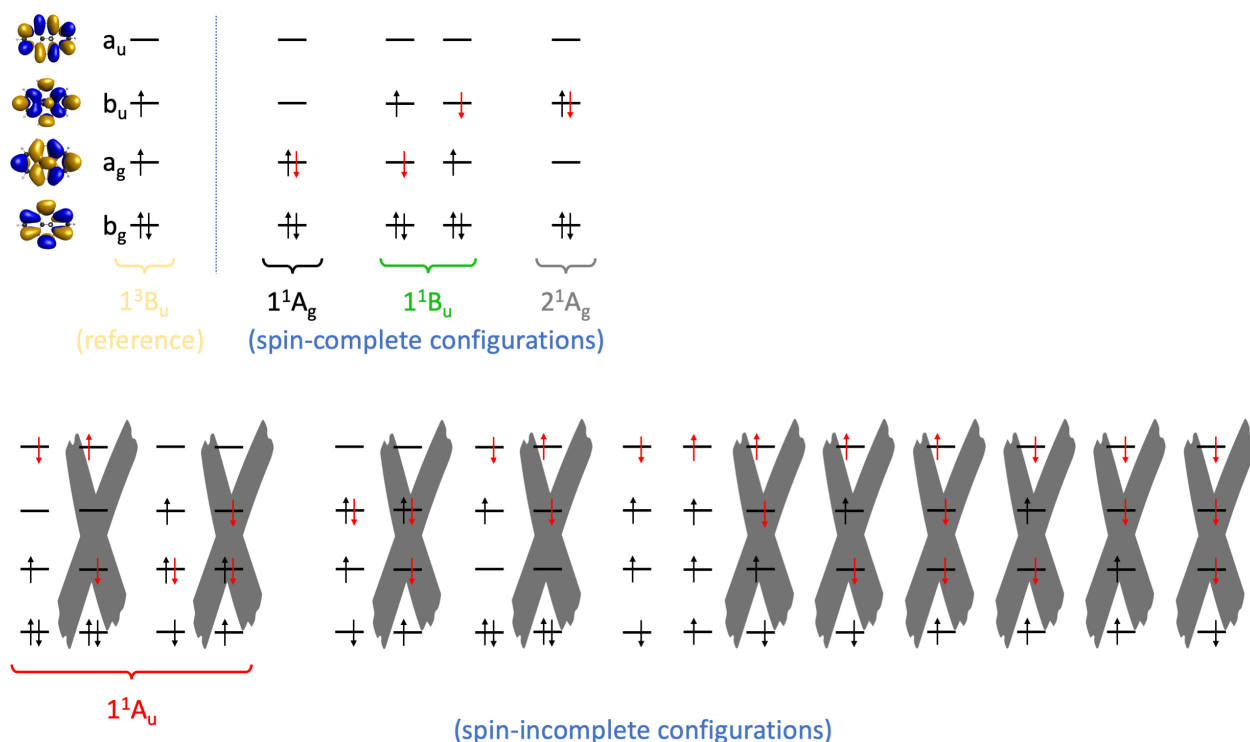 a_u
b_u
a_g
b_g
1³B_u
1¹A_g
1¹B_u
2¹A_g
(reference)
(spin-complete configurations)
1¹A_u
(spin-incomplete configurations)